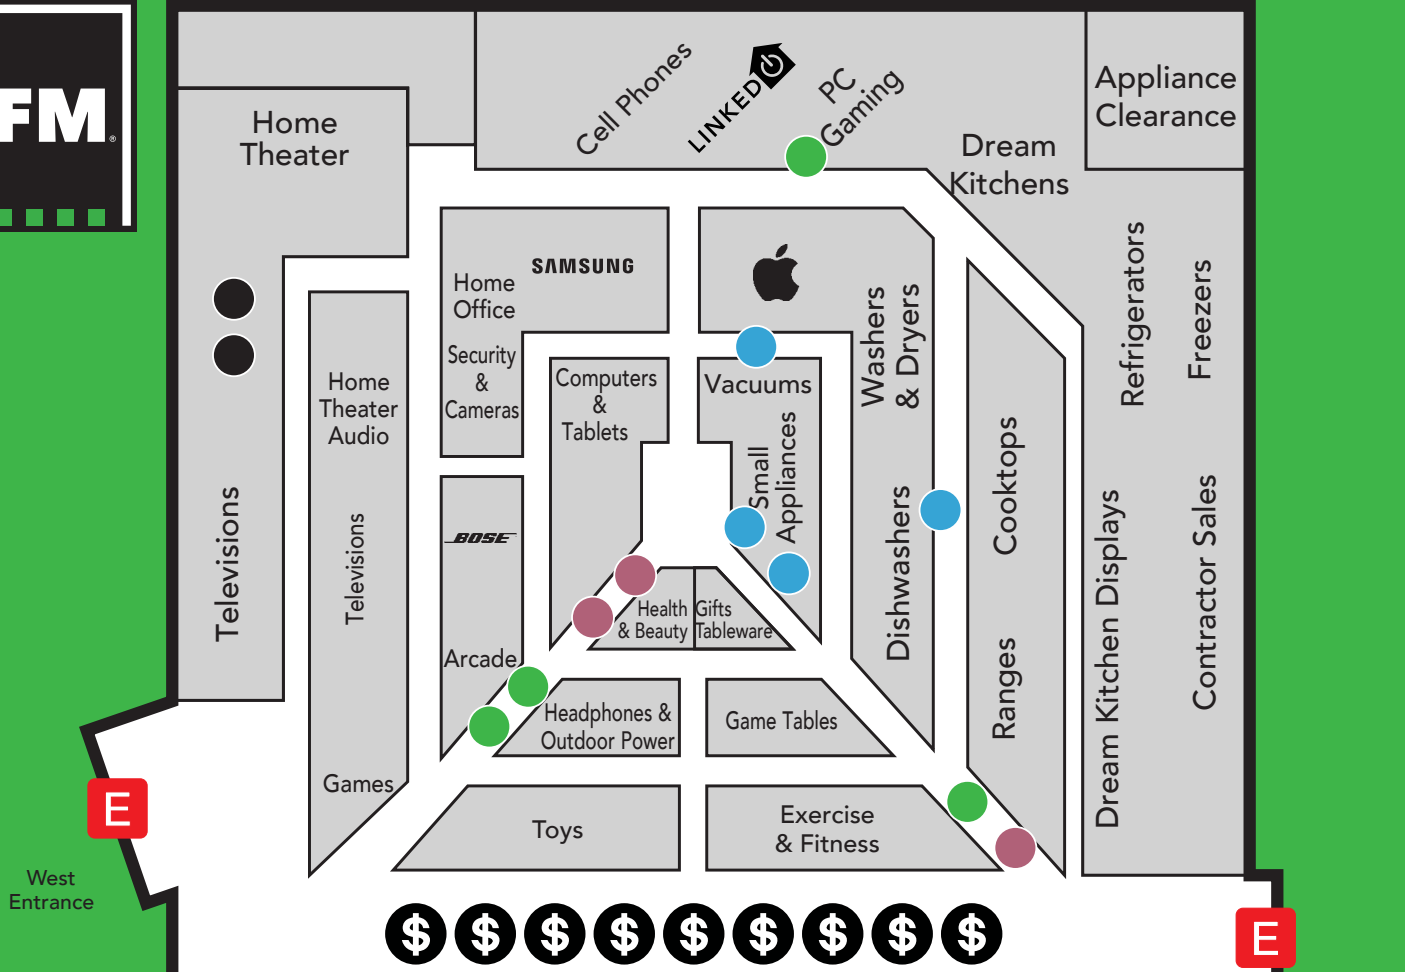 FM®
Home
Theater
Cell Phones
LINKED
PC
Gaming
Dream
Kitchens
Appliance
Clearance
Home
Office
SAMSUNG
Security
&
Cameras
Computers
&
Tablets
Vacuums
Small
Appliances
Washers
& Dryers
Refrigerators
Freezers
Home
Theater
Audio
Televisions
Televisions
BOSE
Dishwashers
Cooktops
Ranges
Dream Kitchen Displays
Contractor Sales
Health
& Beauty
Gifts
Tableware
Arcade
Headphones &
Outdoor Power
Game Tables
Games
Toys
Exercise
& Fitness
E
West
Entrance
$ $ $ $ $ $ $ $ $
E